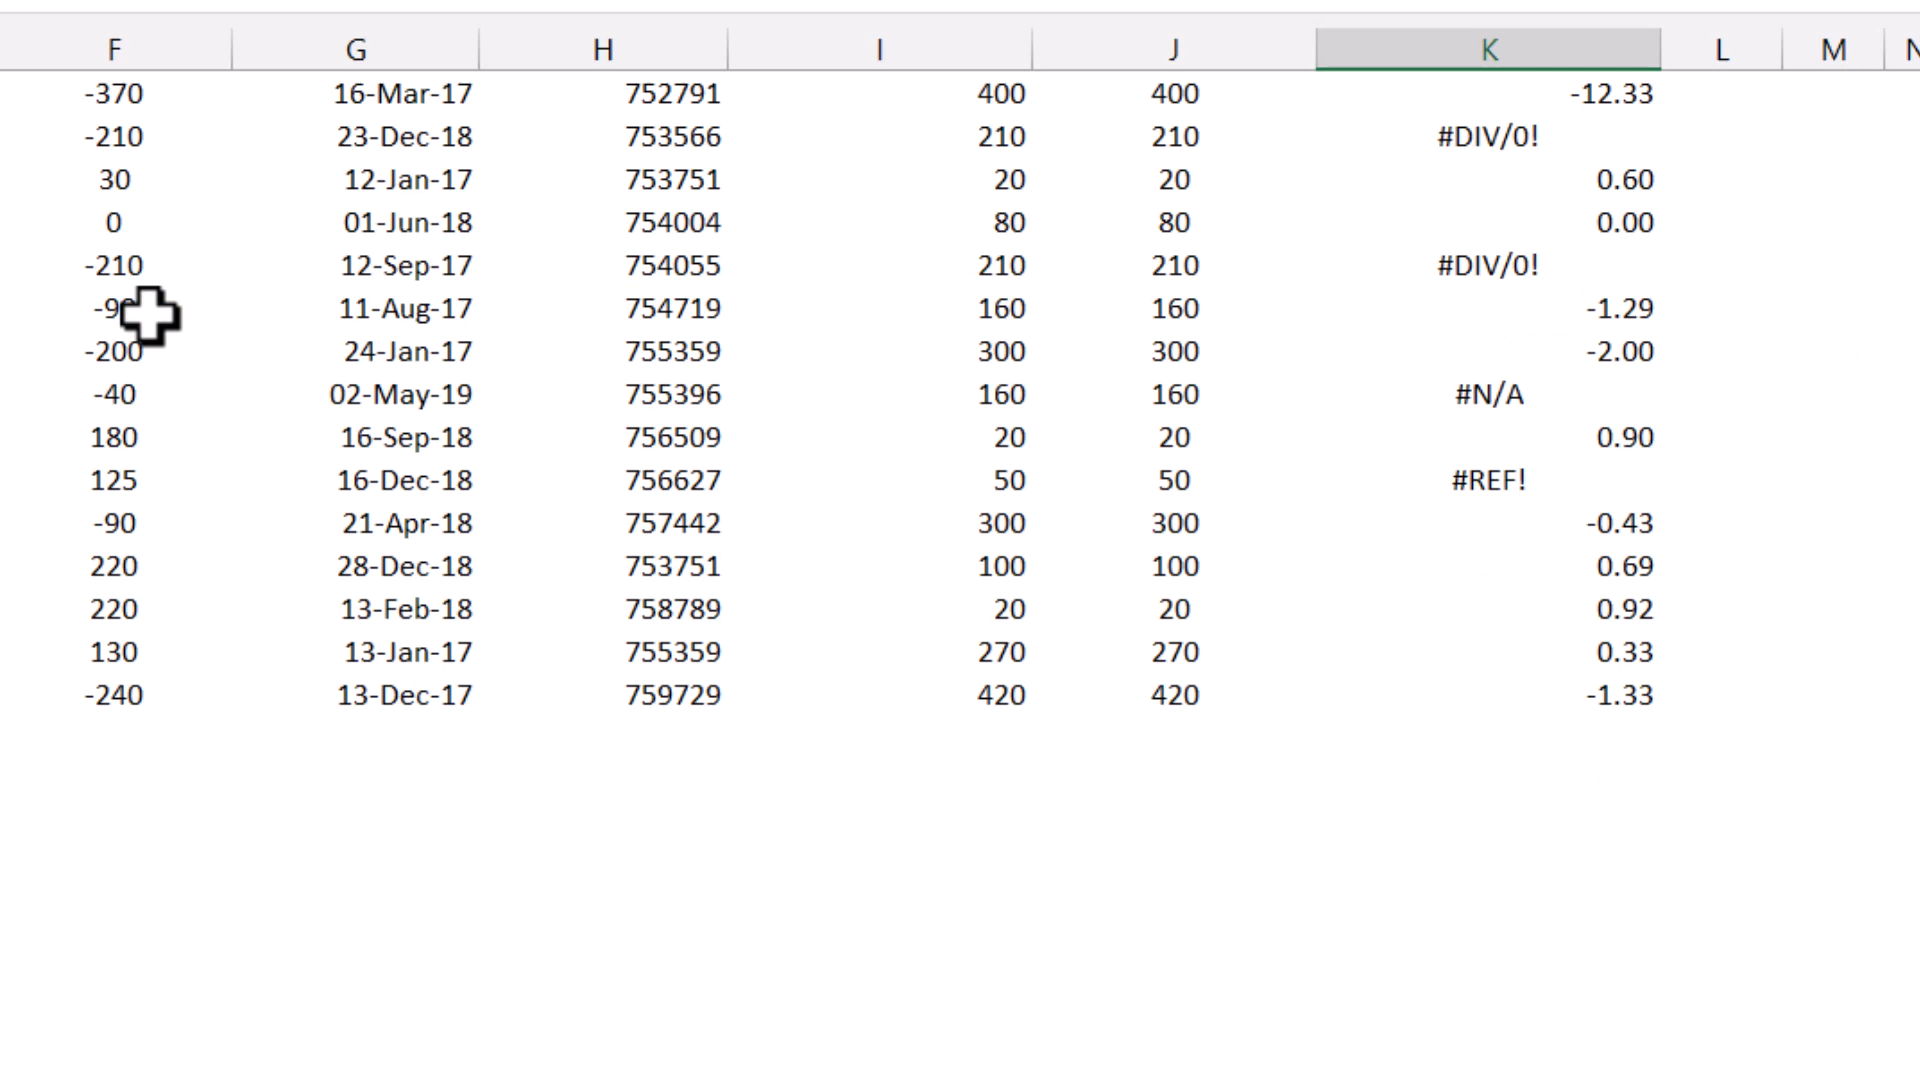 F G H I J K L M
-370 16-Mar-17 752791 400 400 -12.33
-210 23-Dec-18 753566 210 210 #DIV/0!
30 12-Jan-17 753751 20 20 0.60
0 01-Jun-18 754004 80 80 0.00
-210 12-Sep-17 754055 210 210 #DIV/0!
11-Aug-17 754719 160 160 -1.29
-200 24-Jan-17 755359 300 300 -2.00
-40 02-May-19 755396 160 160 #N/A
180 16-Sep-18 756509 20 20 0.90
125 16-Dec-18 756627 50 50 #REF!
-90 21-Apr-18 757442 300 300 -0.43
220 28-Dec-18 753751 100 100 0.69
220 13-Feb-18 758789 20 20 0.92
130 13-Jan-17 755359 270 270 0.33
-240 13-Dec-17 759729 420 420 -1.33